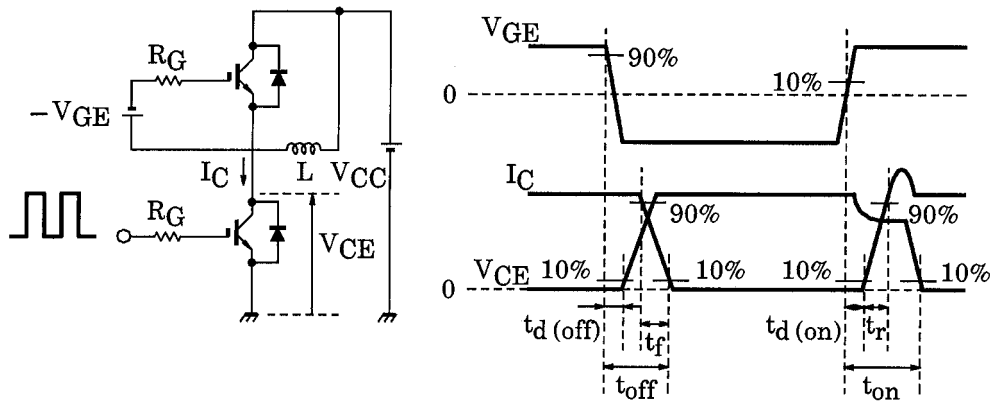 R_G
−V_GE
I_C
L
V_CC
R_G
V_CE
V_GE
90%
10%
0
I_C
90%
90%
V_CE
10%
10%
10%
10%
0
t_d (off)
t_f
t_d (on)
t_r
t_off
t_on